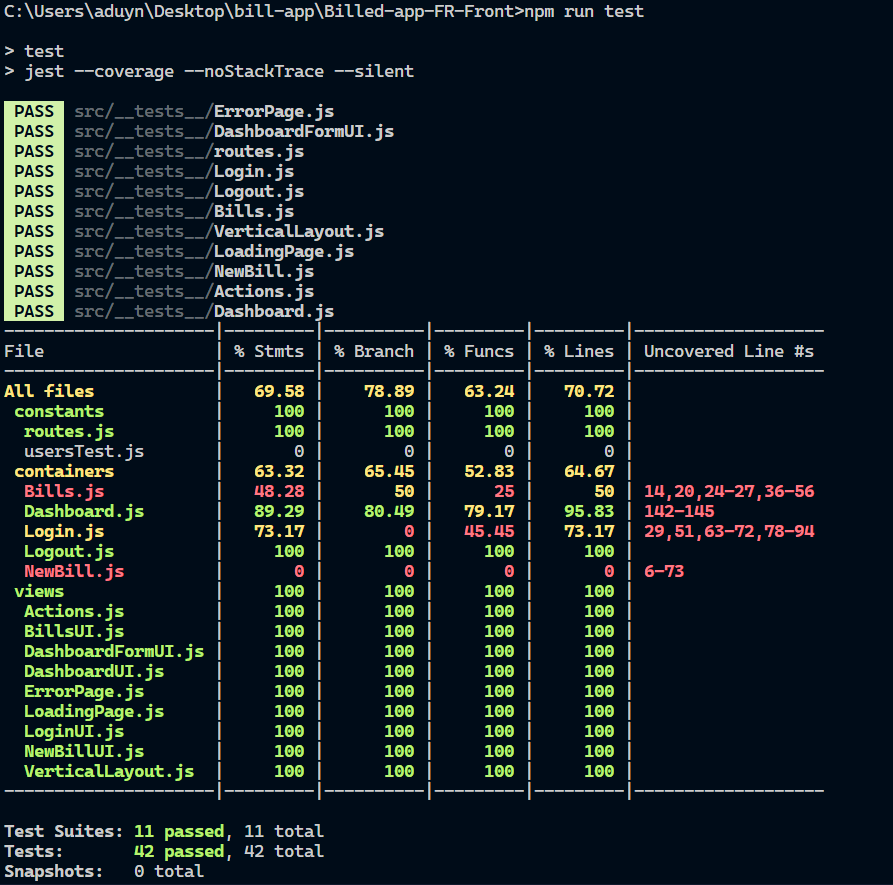 C:\Users\aduyn\Desktop\bill-app\Billed-app-FR-Front>npm run test
> test
> jest --coverage --noStackTrace --silent
PASS src/__tests__/ErrorPage.js
PASS src/__tests__/DashboardFormUI.js
PASS src/__tests__/routes.js
PASS src/__tests__/Login.js
PASS src/__tests__/Logout.js
PASS src/__tests__/Bills.js
PASS src/__tests__/VerticalLayout.js
PASS src/__tests__/LoadingPage.js
PASS src/__tests__/NewBill.js
PASS src/__tests__/Actions.js
PASS src/__tests__/Dashboard.js
---------------------|---------|----------|---------|---------|-------------------
File                 | % Stmts | % Branch | % Funcs | % Lines | Uncovered Line #s
---------------------|---------|----------|---------|---------|-------------------
All files            |   69.58 |    78.89 |   63.24 |   70.72 |
 constants           |     100 |      100 |     100 |     100 |
  routes.js          |     100 |      100 |     100 |     100 |
  usersTest.js       |       0 |        0 |       0 |       0 |
 containers          |   63.32 |    65.45 |   52.83 |   64.67 |
  Bills.js           |   48.28 |       50 |      25 |      50 | 14,20,24-27,36-56
  Dashboard.js       |   89.29 |    80.49 |   79.17 |   95.83 | 142-145
  Login.js           |   73.17 |        0 |   45.45 |   73.17 | 29,51,63-72,78-94
  Logout.js          |     100 |      100 |     100 |     100 |
  NewBill.js         |       0 |        0 |       0 |       0 | 6-73
 views               |     100 |      100 |     100 |     100 |
  Actions.js         |     100 |      100 |     100 |     100 |
  BillsUI.js         |     100 |      100 |     100 |     100 |
  DashboardFormUI.js |     100 |      100 |     100 |     100 |
  DashboardUI.js     |     100 |      100 |     100 |     100 |
  ErrorPage.js       |     100 |      100 |     100 |     100 |
  LoadingPage.js     |     100 |      100 |     100 |     100 |
  LoginUI.js         |     100 |      100 |     100 |     100 |
  NewBillUI.js       |     100 |      100 |     100 |     100 |
  VerticalLayout.js  |     100 |      100 |     100 |     100 |
---------------------|---------|----------|---------|---------|-------------------
Test Suites: 11 passed, 11 total
Tests:       42 passed, 42 total
Snapshots:   0 total